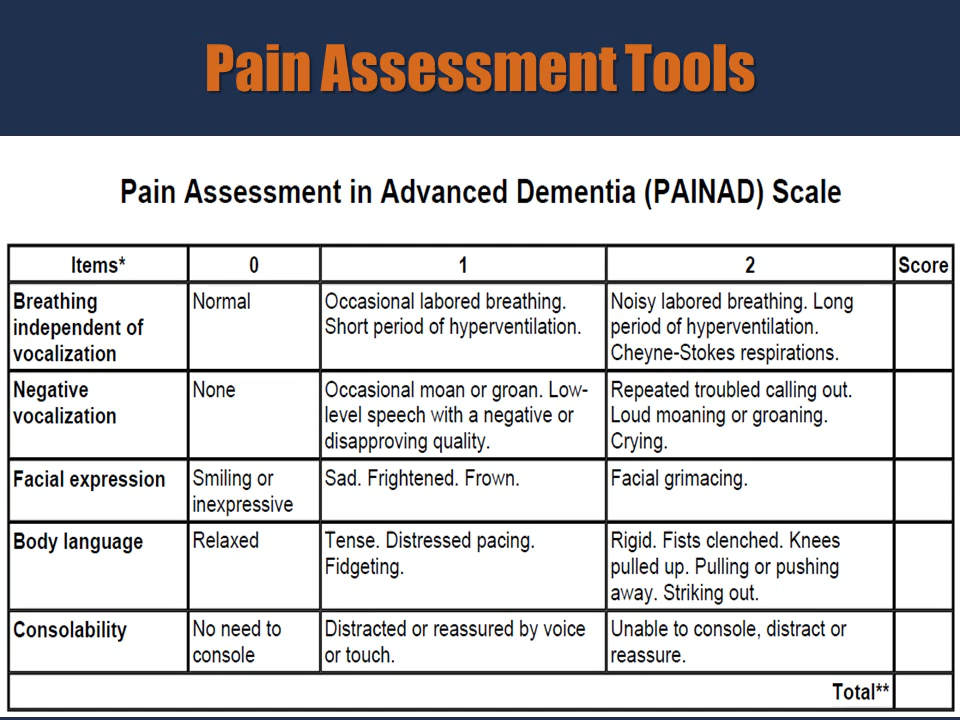 Pain Assessment Tools
Pain Assessment in Advanced Dementia (PAINAD) Scale
Items* 0 1 2 Score
Breathing independent of vocalization
Normal
Occasional labored breathing.
Short period of hyperventilation.
Noisy labored breathing. Long
period of hyperventilation.
Cheyne-Stokes respirations.
Negative
vocalization
None
Occasional moan or groan. Low-
level speech with a negative or
disapproving quality.
Repeated troubled calling out.
Loud moaning or groaning.
Crying.
Facial expression
Smiling or
inexpressive
Sad. Frightened. Frown.
Facial grimacing.
Body language
Relaxed
Tense. Distressed pacing.
Fidgeting.
Rigid. Fists clenched. Knees
pulled up. Pulling or pushing
away. Striking out.
Consolability
No need to
console
Distracted or reassured by voice
or touch.
Unable to console, distract or
reassure.
Total**